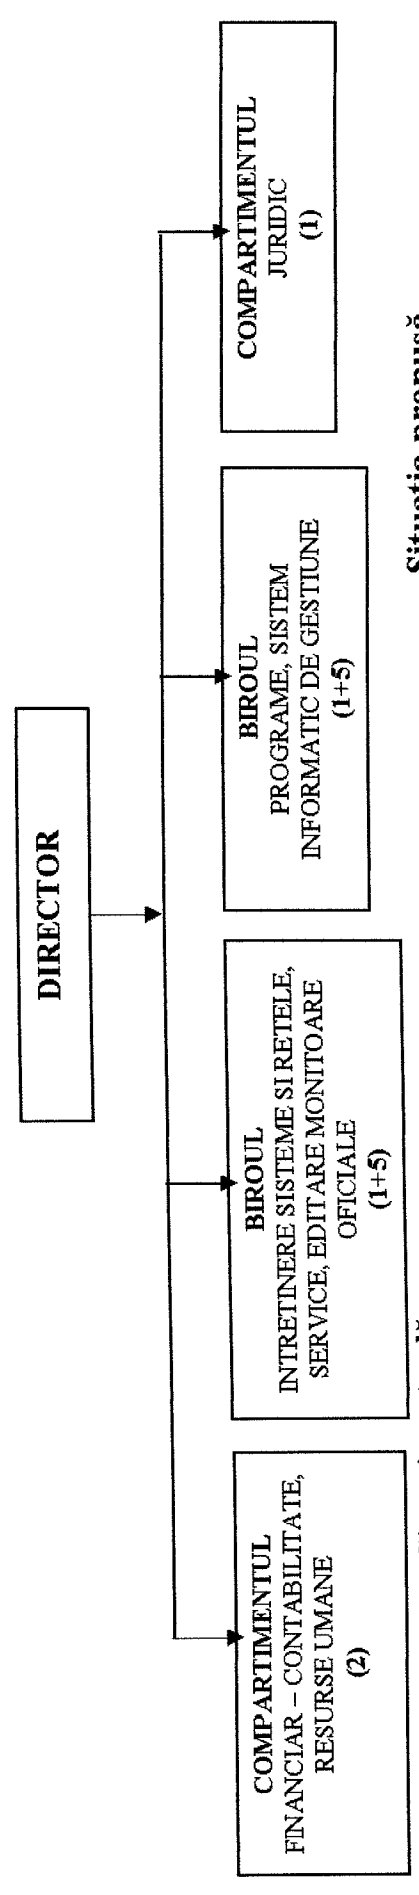 DIRECTOR
COMPARTIMENTUL
FINANCIAR – CONTABILITATE,
RESURSE UMANE
(2)
BIROUL
INTRETINERE SISTEME SI RETELE,
SERVICE, EDITARE MONITOARE
OFICIALE
(1+5)
BIROUL
PROGRAME, SISTEM
INFORMATIC DE GESTIUNE
(1+5)
COMPARTIMENTUL
JURIDIC
(1)